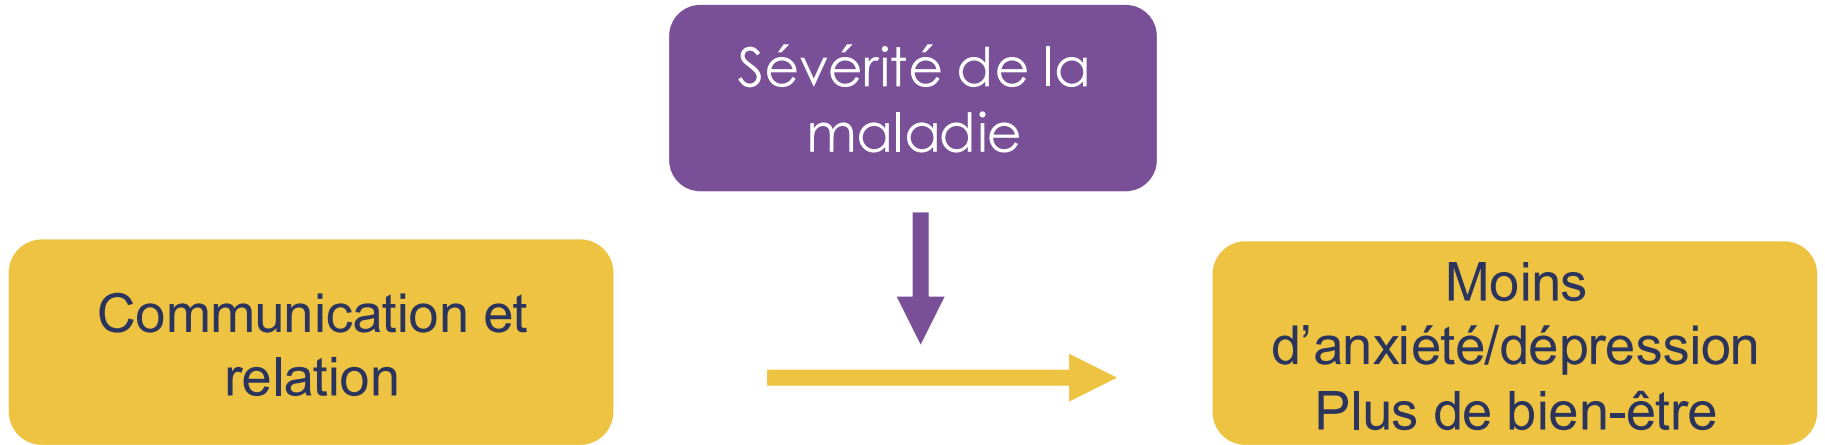 Sévérité de la
maladie
Communication et
relation
Moins
d’anxiété/dépression
Plus de bien-être